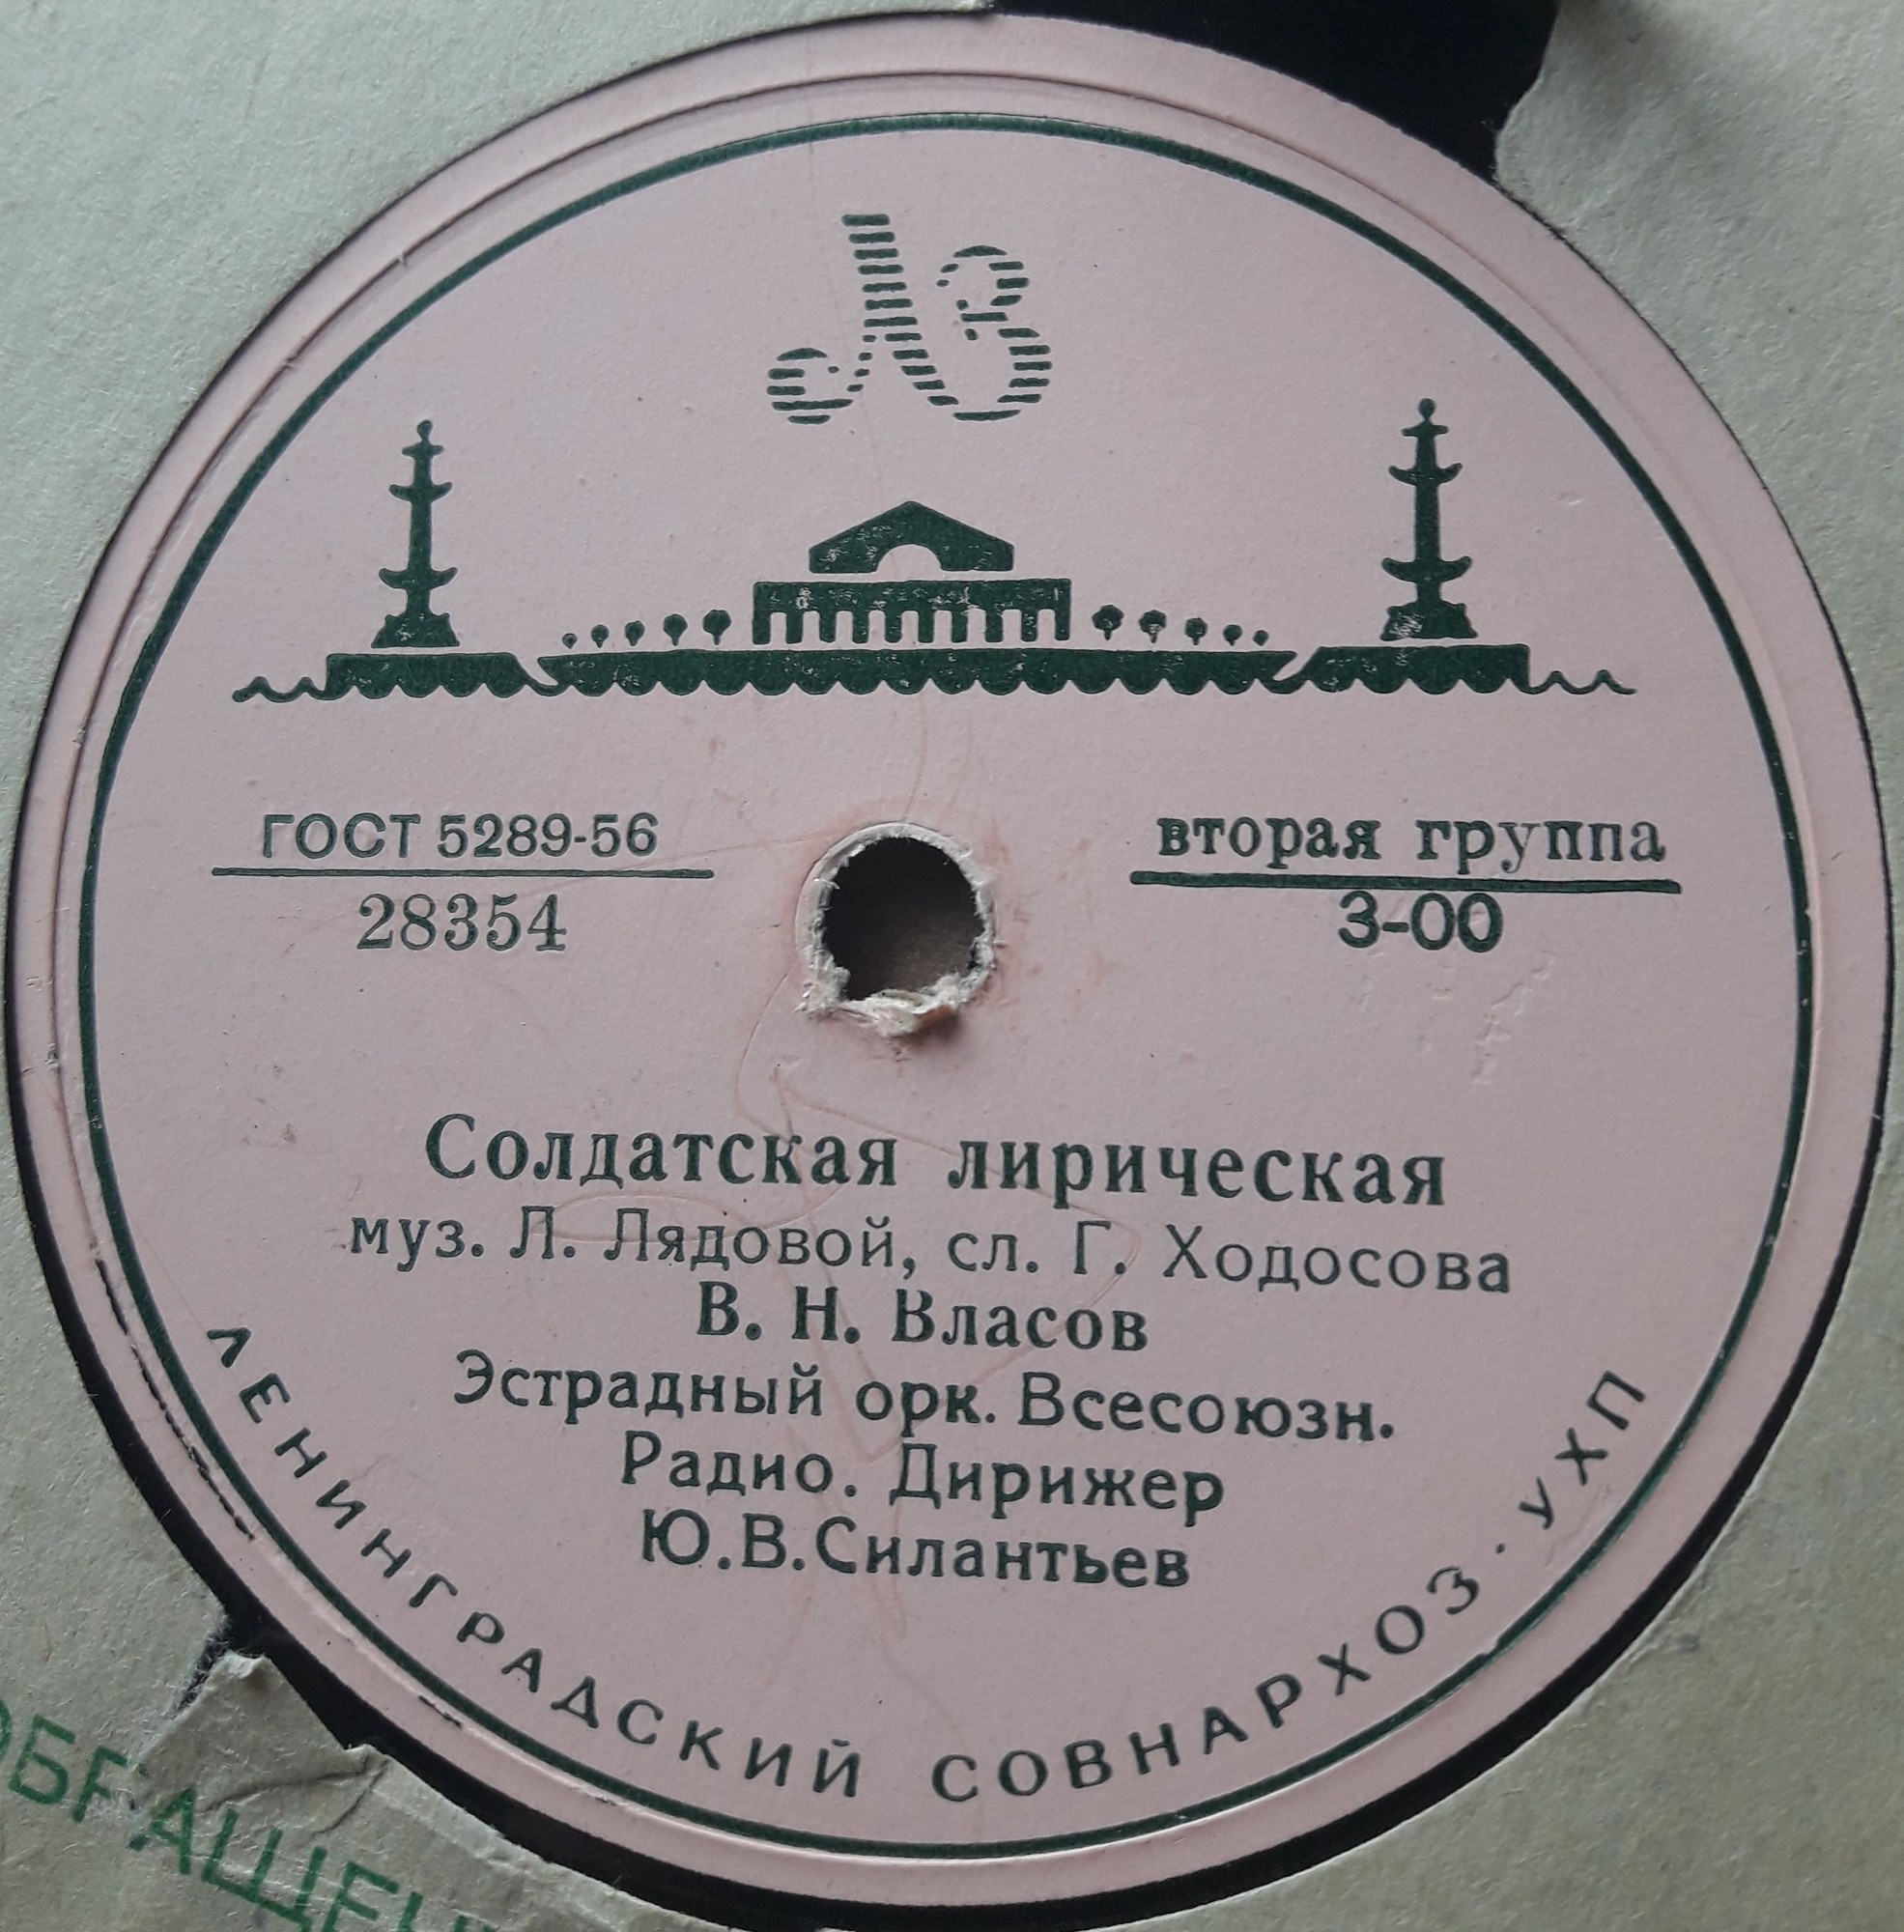 ЛЗ
ГОСТ 5289-56
28354
вторая группа
3-00
Солдатская лирическая
муз. Л. Лядовой, сл. Г. Ходосова
В. Н. Власов
Эстрадный орк. Всесоюзн.
Радио. Дирижер
Ю.В.Силантьев
ЛЕНИНГРАДСКИЙ СОВНАРХОЗ · УХП